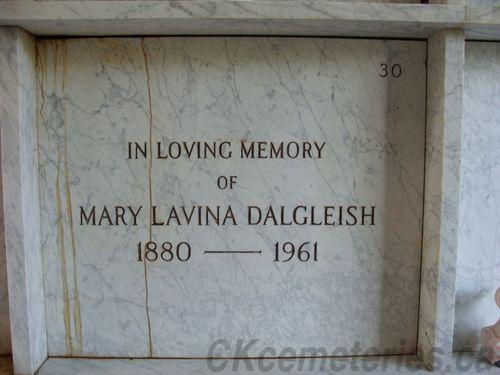 30
IN LOVING MEMORY
OF
MARY LAVINA DALGLEISH
1880 — 1961
CKcemeteries.ca